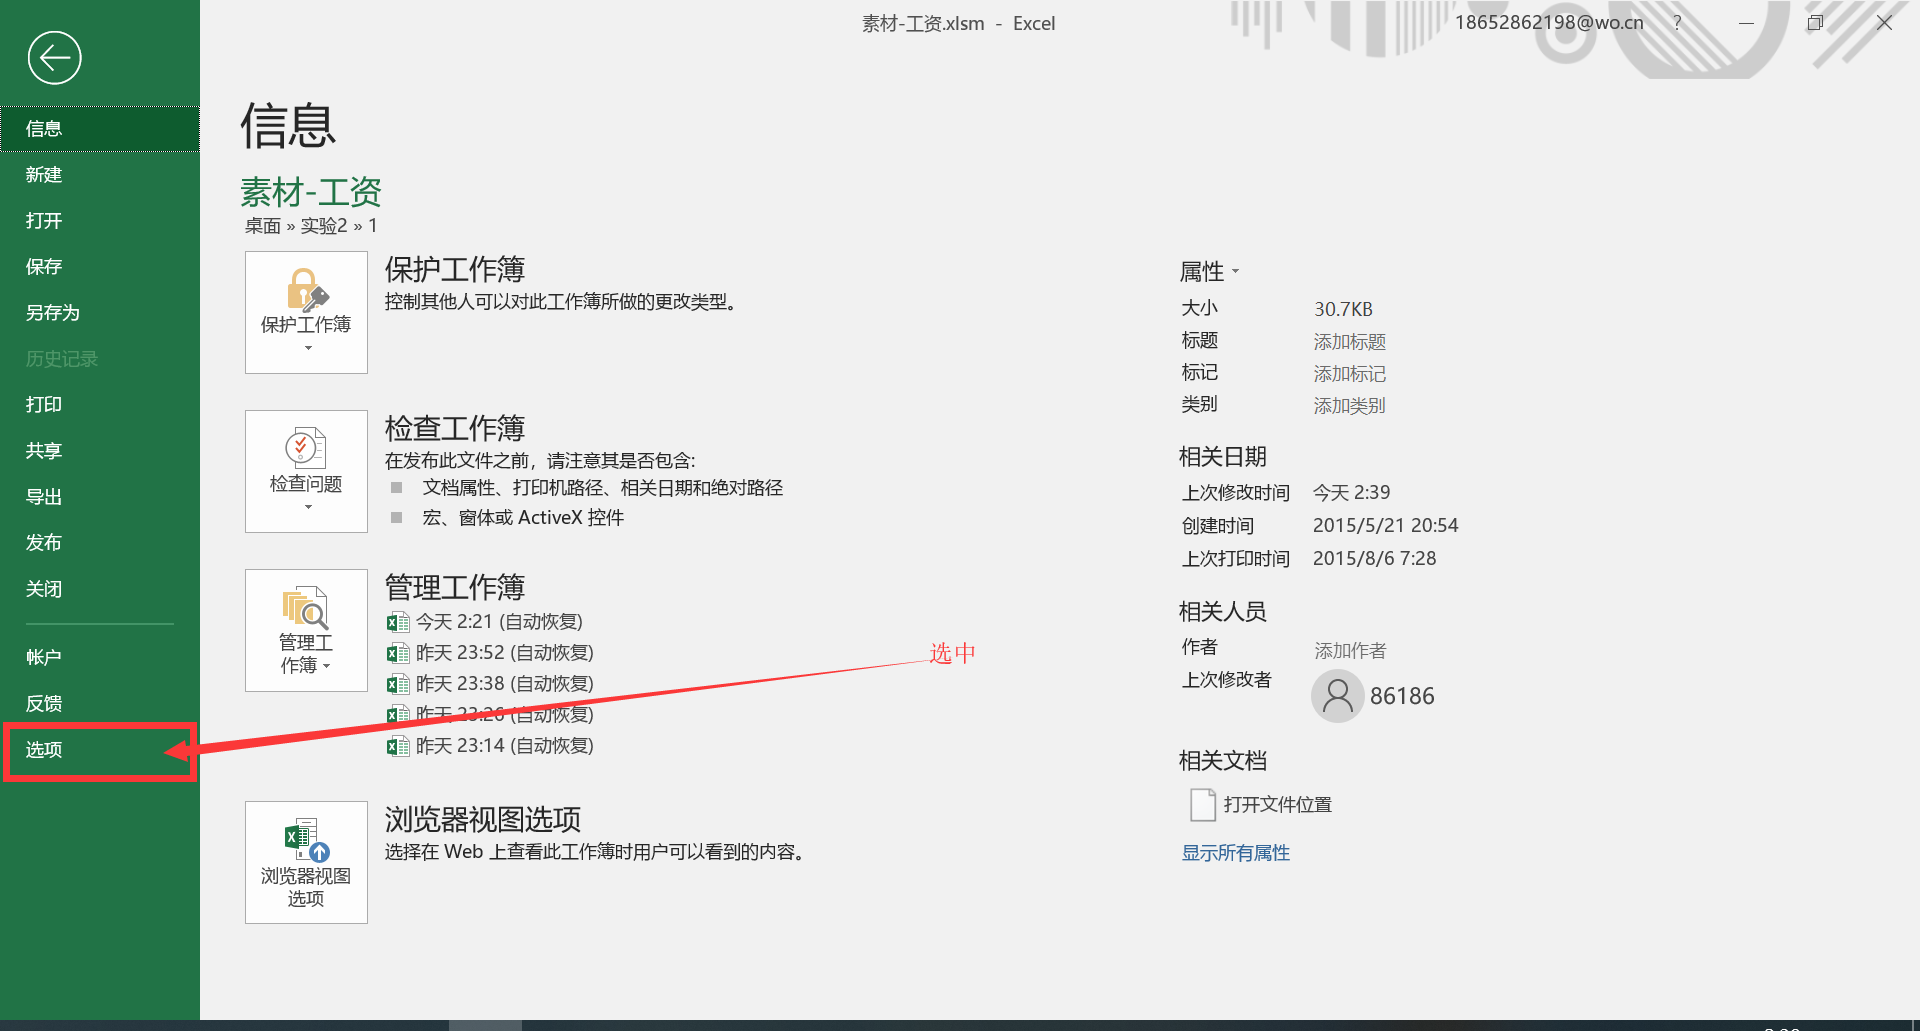 素材-工资.xlsm - Excel
18652862198@wo.cn
?
信息
新建
打开
保存
另存为
历史记录
打印
共享
导出
发布
关闭
帐户
反馈
选项
信息
素材-工资
桌面 » 实验2 » 1
保护工作簿
保护工作簿
控制其他人可以对此工作簿所做的更改类型。
检查问题
检查工作簿
在发布此文件之前，请注意其是否包含:
文档属性、打印机路径、相关日期和绝对路径
宏、窗体或 ActiveX 控件
管理工
作簿
管理工作簿
今天 2:21 (自动恢复)
昨天 23:52 (自动恢复)
昨天 23:38 (自动恢复)
昨天 23:26 (自动恢复)
昨天 23:14 (自动恢复)
选中
浏览器视图
选项
浏览器视图选项
选择在 Web 上查看此工作簿时用户可以看到的内容。
属性
大小 30.7KB
标题 添加标题
标记 添加标记
类别 添加类别
相关日期
上次修改时间 今天 2:39
创建时间 2015/5/21 20:54
上次打印时间 2015/8/6 7:28
相关人员
作者 添加作者
上次修改者 86186
相关文档
打开文件位置
显示所有属性